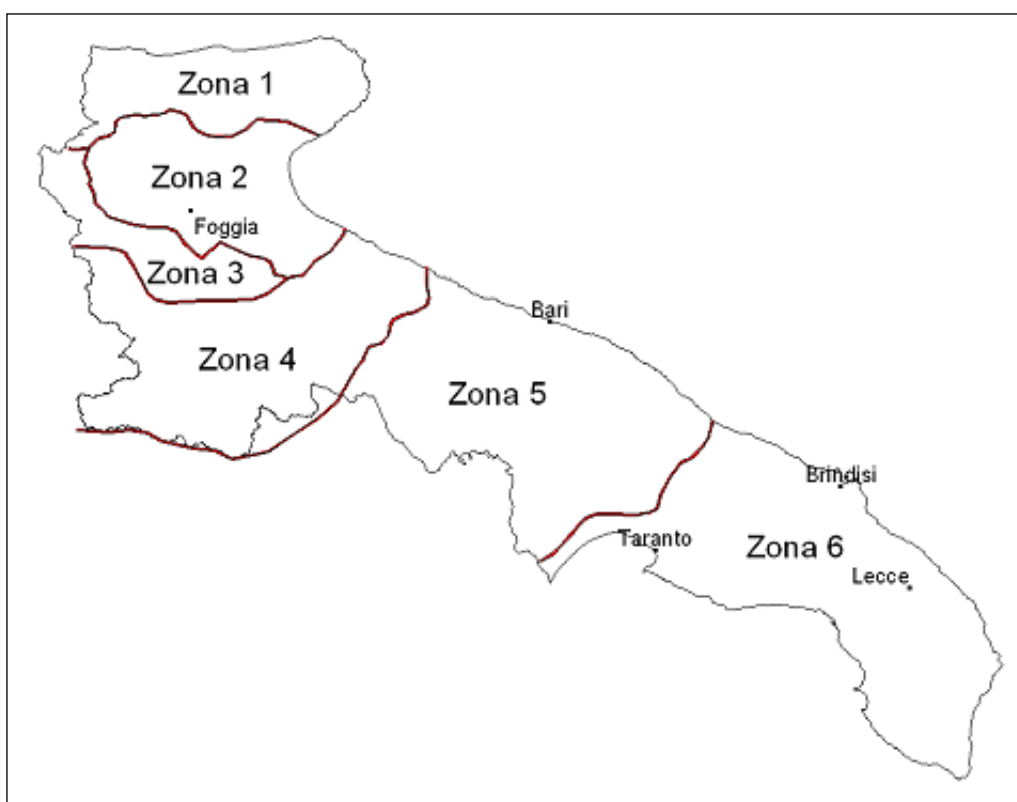 Zona 1
Zona 2
Foggia
Zona 3
Bari
Zona 4
Zona 5
Brindisi
Taranto
Zona 6
Lecce